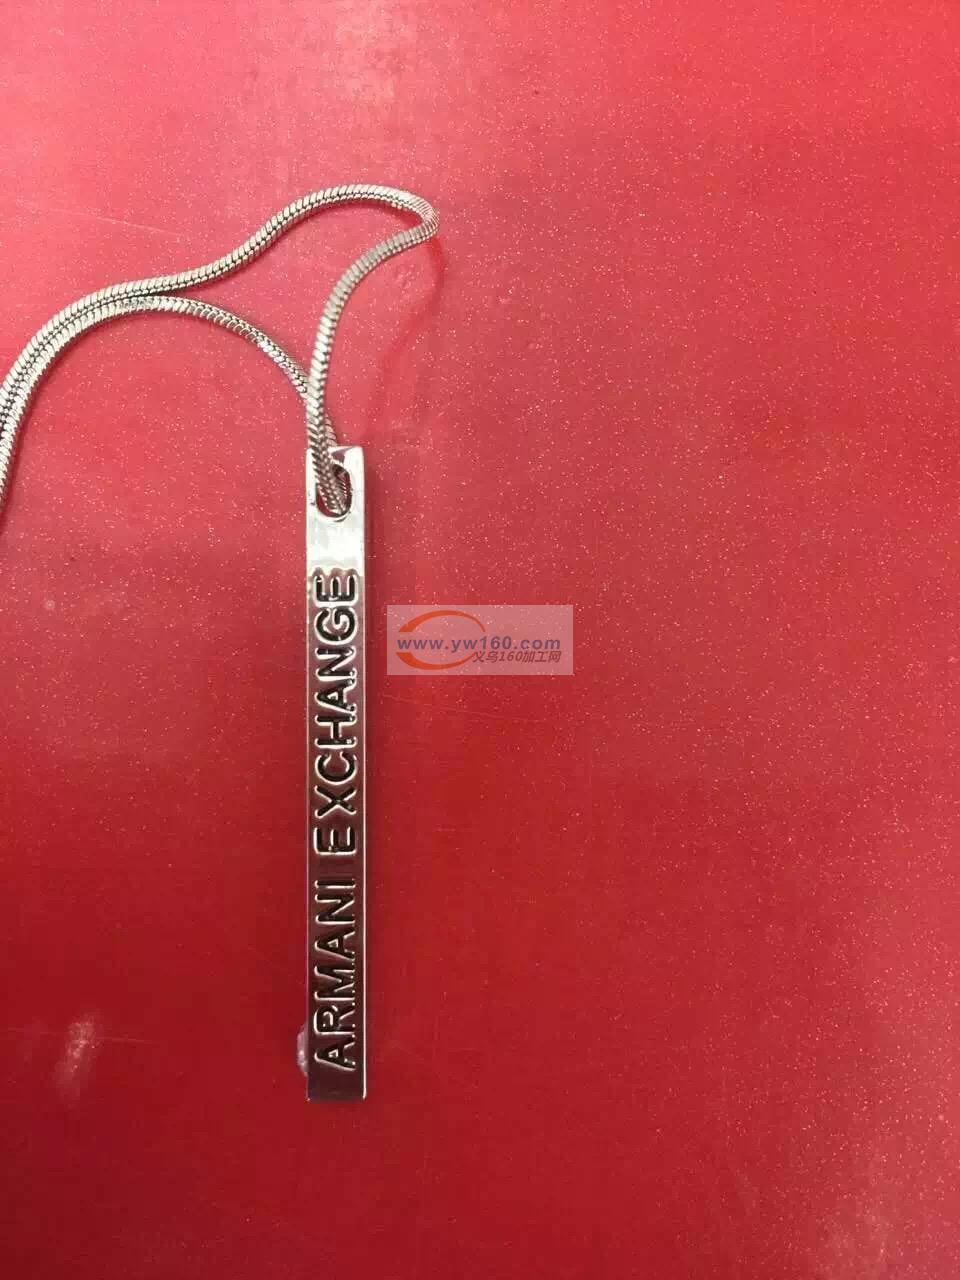 ARMANI EXCHANGE
www.yw160.com
义乌160加工网